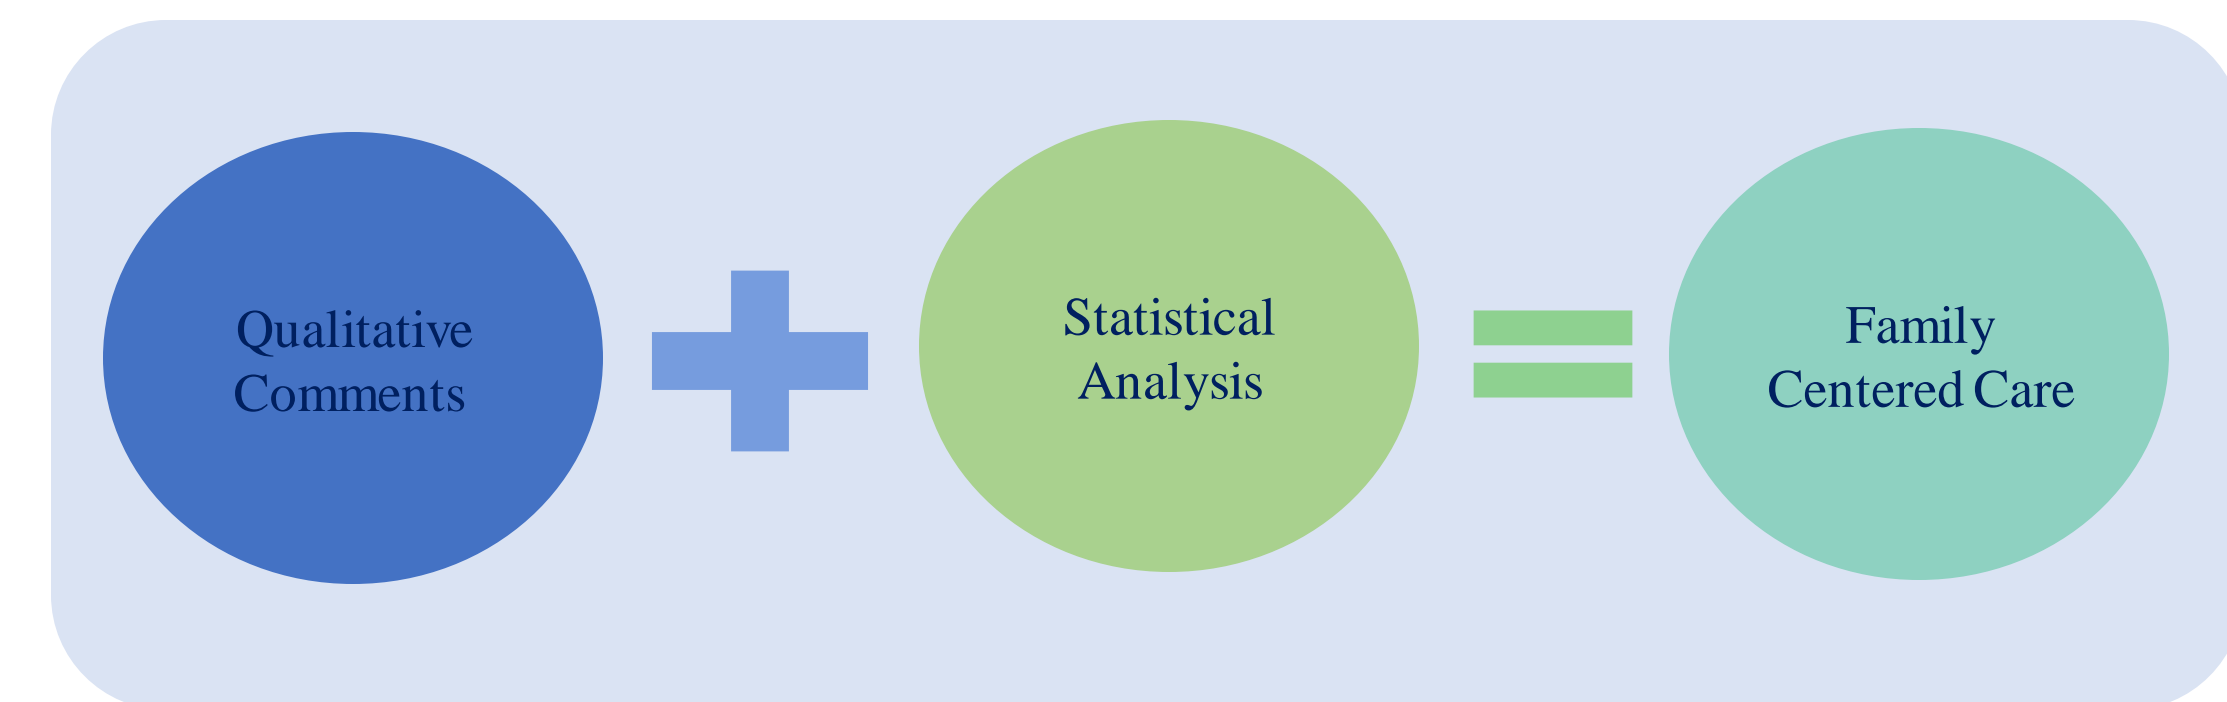 Qualitative
Comments
Statistical
Analysis
Family
Centered Care